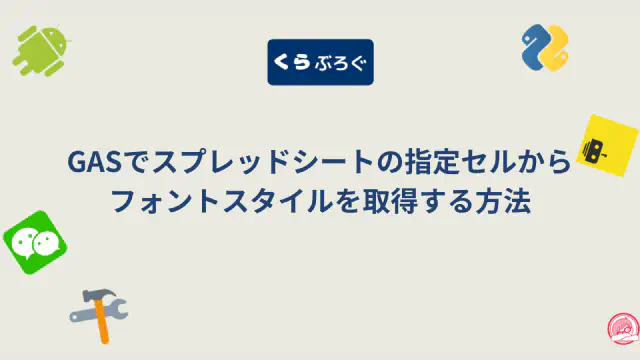 くらぶろぐ
GASでスプレッドシートの指定セルから
フォントスタイルを取得する方法